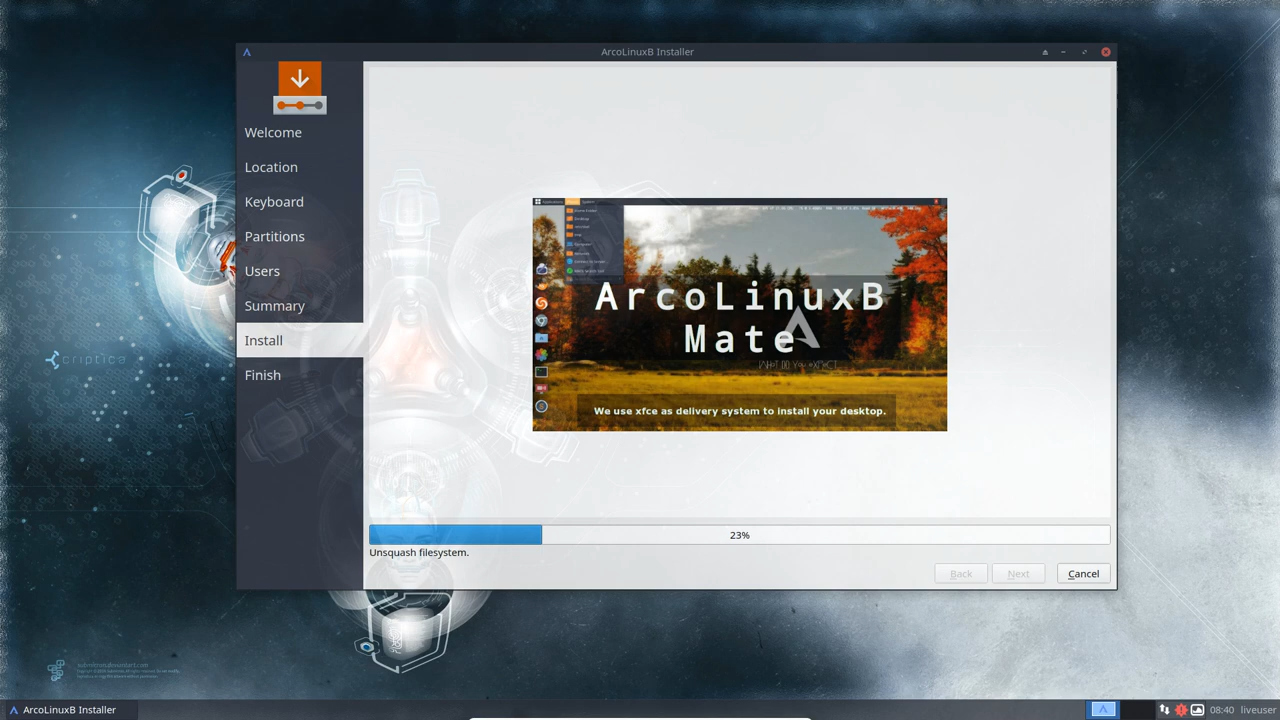 ArcoLinuxB Installer
Welcome
Location
Keyboard
Partitions
Users
Summary
Install
Finish
ArcoLinuxB
Mate
We use xfce as delivery system to install your desktop.
23%
Unsquash filesystem.
Back
Next
Cancel
criptica
ArcoLinuxB Installer
08:40
liveuser